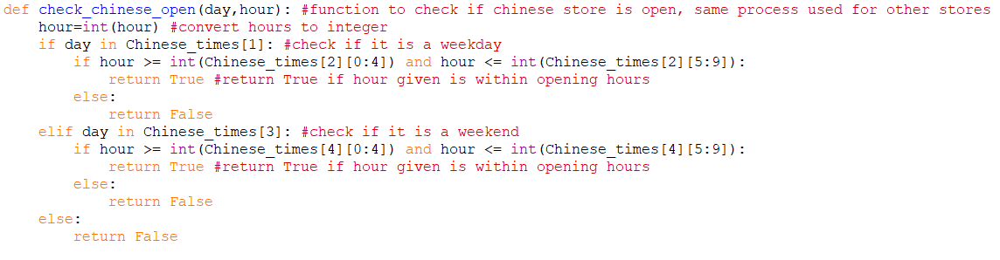 def check_chinese_open(day,hour): #function to check if chinese store is open, same process used for other stores
    hour=int(hour) #convert hours to integer
    if day in Chinese_times[1]: #check if it is a weekday
        if hour >= int(Chinese_times[2][0:4]) and hour <= int(Chinese_times[2][5:9]):
            return True #return True if hour given is within opening hours
        else:
            return False
    elif day in Chinese_times[3]: #check if it is a weekend
        if hour >= int(Chinese_times[4][0:4]) and hour <= int(Chinese_times[4][5:9]):
            return True #return True if hour given is within opening hours
        else:
            return False
    else:
        return False